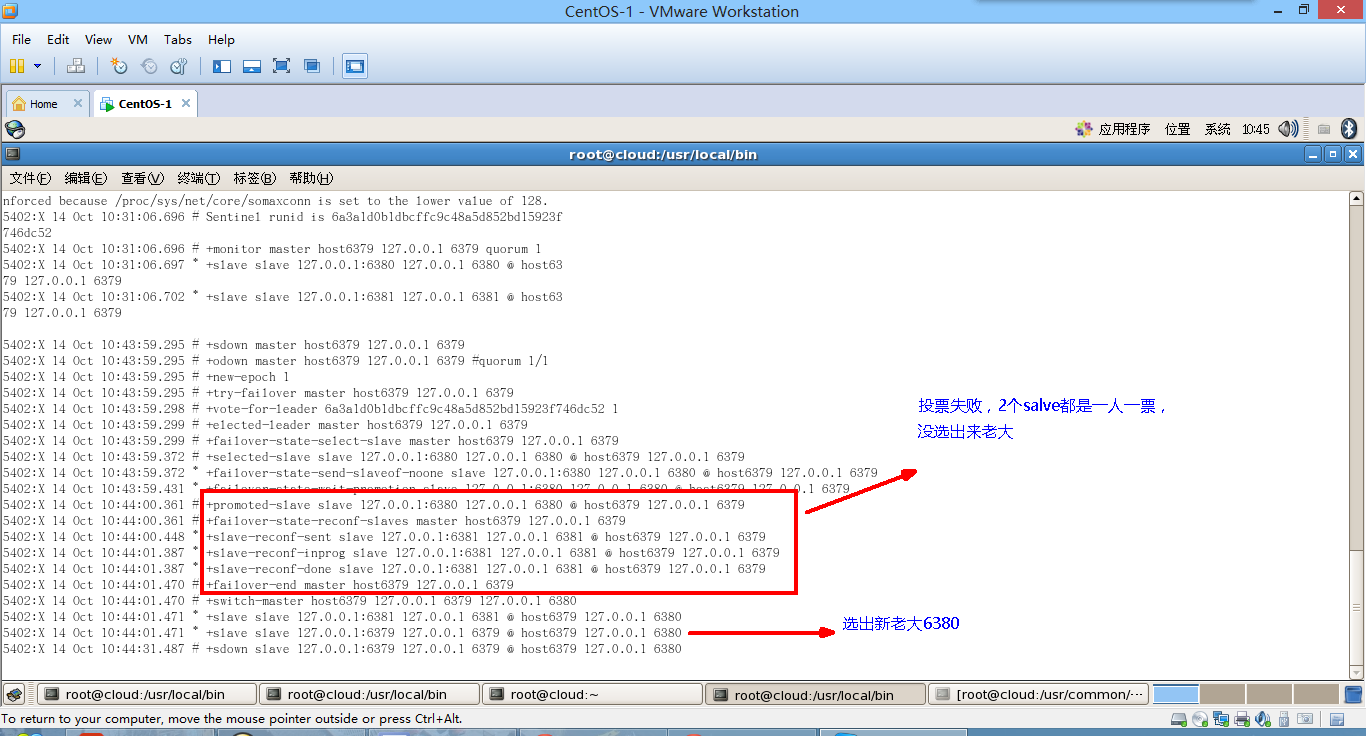 CentOS-1 - VMware Workstation
File Edit View VM Tabs Help
Home CentOS-1
应用程序 位置 系统 10:45
root@cloud:/usr/local/bin
文件(F) 编辑(E) 查看(V) 终端(T) 标签(B) 帮助(H)
nforced because /proc/sys/net/core/somaxconn is set to the lower value of 128.
5402:X 14 Oct 10:31:06.696 # Sentinel runid is 6a3a1d0b1dbcffc9c48a5d852bd15923f
746dc52
5402:X 14 Oct 10:31:06.696 # +monitor master host6379 127.0.0.1 6379 quorum 1
5402:X 14 Oct 10:31:06.697 * +slave slave 127.0.0.1:6380 127.0.0.1 6380 @ host63
79 127.0.0.1 6379
5402:X 14 Oct 10:31:06.702 * +slave slave 127.0.0.1:6381 127.0.0.1 6381 @ host63
79 127.0.0.1 6379
5402:X 14 Oct 10:43:59.295 # +sdown master host6379 127.0.0.1 6379
5402:X 14 Oct 10:43:59.295 # +odown master host6379 127.0.0.1 6379 #quorum 1/1
5402:X 14 Oct 10:43:59.295 # +new-epoch 1
5402:X 14 Oct 10:43:59.295 # +try-failover master host6379 127.0.0.1 6379
5402:X 14 Oct 10:43:59.298 # +vote-for-leader 6a3a1d0b1dbcffc9c48a5d852bd15923f746dc52 1
5402:X 14 Oct 10:43:59.299 # +elected-leader master host6379 127.0.0.1 6379
5402:X 14 Oct 10:43:59.299 # +failover-state-select-slave master host6379 127.0.0.1 6379
5402:X 14 Oct 10:43:59.372 # +selected-slave slave 127.0.0.1:6380 127.0.0.1 6380 @ host6379 127.0.0.1 6379
5402:X 14 Oct 10:43:59.372 * +failover-state-send-slaveof-noone slave 127.0.0.1:6380 127.0.0.1 6380 @ host6379 127.0.0.1 6379
5402:X 14 Oct 10:43:59.431 * +failover-state-wait-promotion slave 127.0.0.1:6380 127.0.0.1 6380 @ host6379 127.0.0.1 6379
5402:X 14 Oct 10:44:00.361 # +promoted-slave slave 127.0.0.1:6380 127.0.0.1 6380 @ host6379 127.0.0.1 6379
5402:X 14 Oct 10:44:00.361 # +failover-state-reconf-slaves master host6379 127.0.0.1 6379
5402:X 14 Oct 10:44:00.448 * +slave-reconf-sent slave 127.0.0.1:6381 127.0.0.1 6381 @ host6379 127.0.0.1 6379
5402:X 14 Oct 10:44:01.387 * +slave-reconf-inprog slave 127.0.0.1:6381 127.0.0.1 6381 @ host6379 127.0.0.1 6379
5402:X 14 Oct 10:44:01.387 * +slave-reconf-done slave 127.0.0.1:6381 127.0.0.1 6381 @ host6379 127.0.0.1 6379
5402:X 14 Oct 10:44:01.470 # +failover-end master host6379 127.0.0.1 6379
5402:X 14 Oct 10:44:01.470 # +switch-master host6379 127.0.0.1 6379 127.0.0.1 6380
5402:X 14 Oct 10:44:01.471 * +slave slave 127.0.0.1:6381 127.0.0.1 6381 @ host6379 127.0.0.1 6380
5402:X 14 Oct 10:44:01.471 * +slave slave 127.0.0.1:6379 127.0.0.1 6379 @ host6379 127.0.0.1 6380
5402:X 14 Oct 10:44:31.487 # +sdown slave 127.0.0.1:6379 127.0.0.1 6379 @ host6379 127.0.0.1 6380
投票失败，2个salve都是一人一票，
没选出来老大
选出新老大6380
root@cloud:/usr/local/bin root@cloud:/usr/local/bin root@cloud:~ root@cloud:/usr/local/bin [root@cloud:/usr/common/···
To return to your computer, move the mouse pointer outside or press Ctrl+Alt.